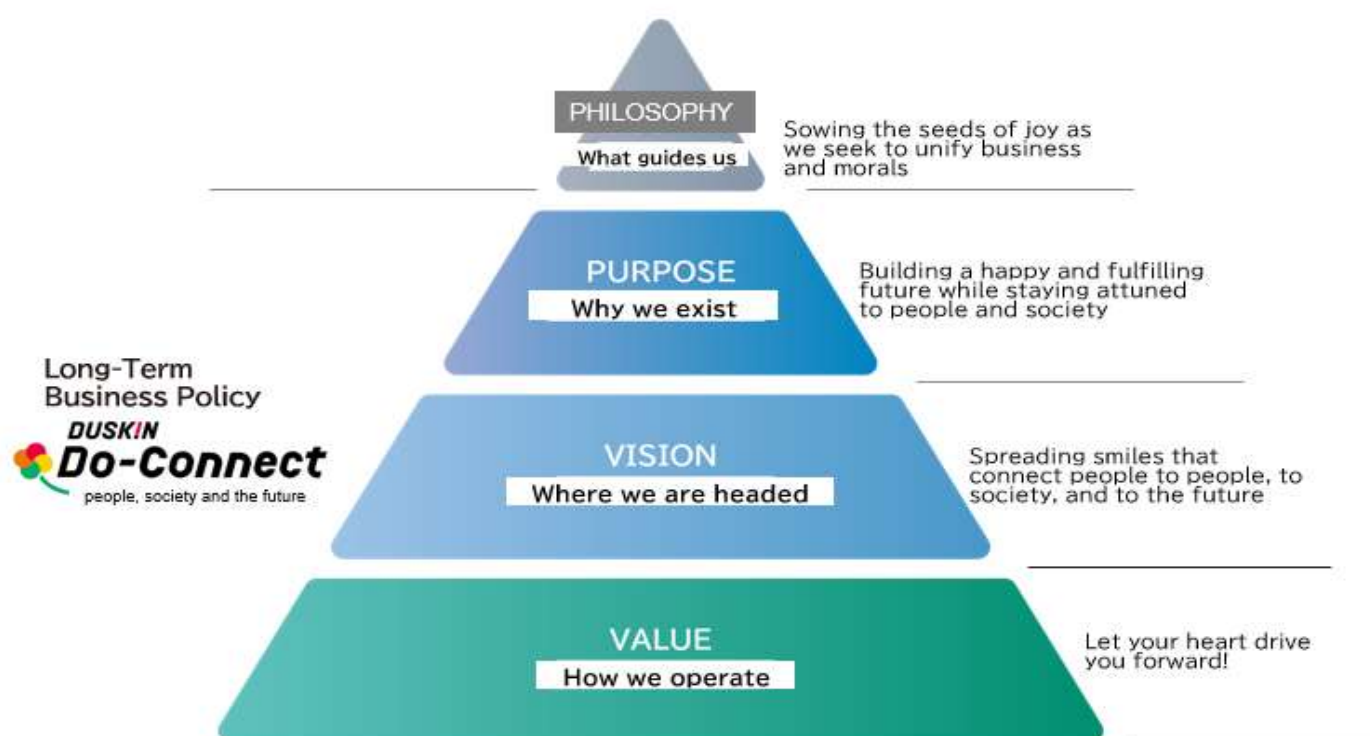 PHILOSOPHY
What guides us
Sowing the seeds of joy as
we seek to unify business
and morals
PURPOSE
Why we exist
Building a happy and fulfilling
future while staying attuned
to people and society
Long-Term
Business Policy
DUSK!N
Do-Connect
people, society and the future
VISION
Where we are headed
Spreading smiles that
connect people to people, to
society, and to the future
VALUE
How we operate
Let your heart drive
you forward!